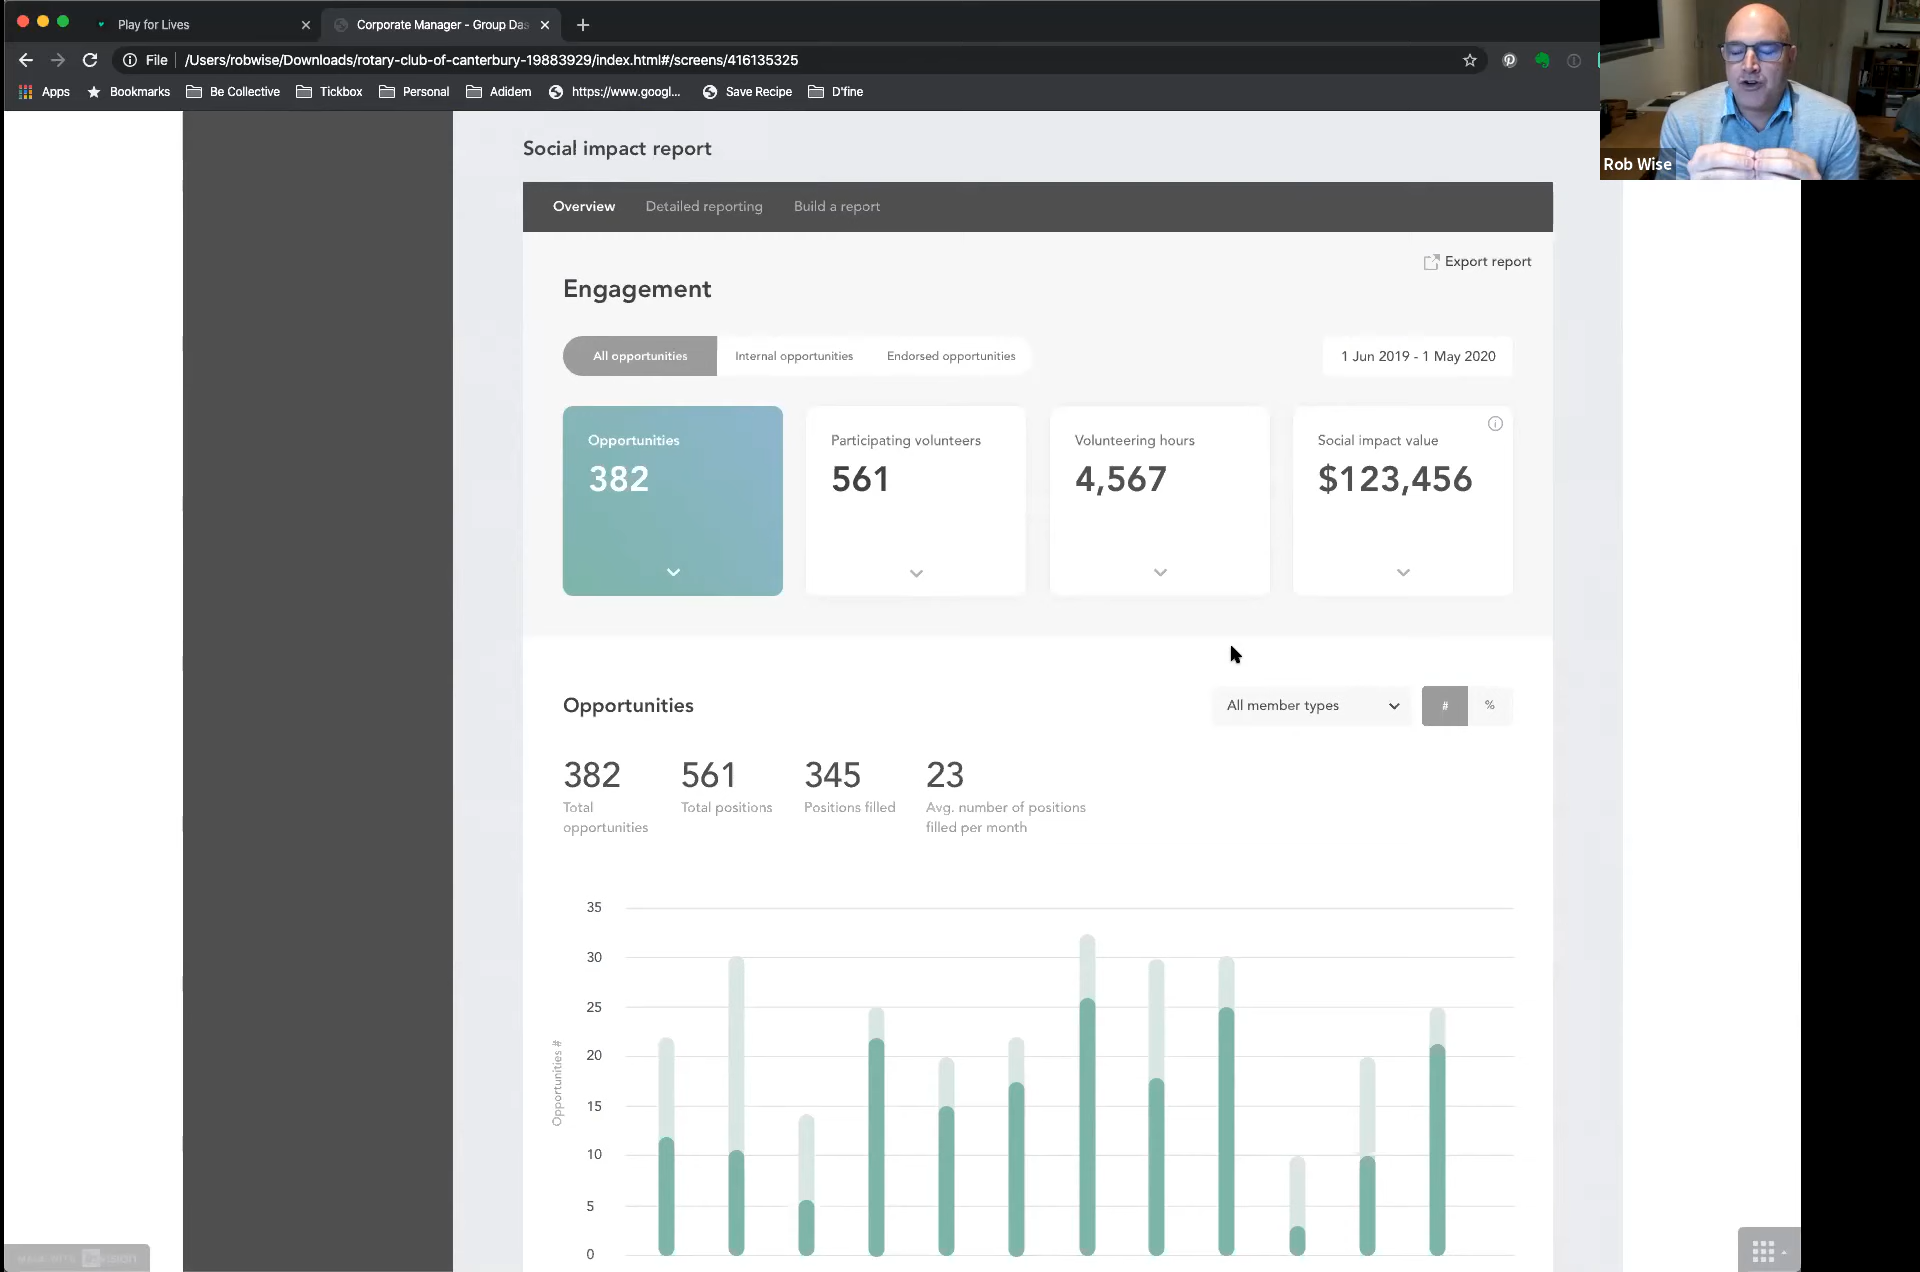 Play for Lives
Corporate Manager - Group Das
File /Users/robwise/Downloads/rotary-club-of-canterbury-19883929/index.html#/screens/416135325
Apps Bookmarks Be Collective Tickbox Personal Adidem https://www.googl... Save Recipe D'fine
Rob Wise
Social impact report
Overview Detailed reporting Build a report
Export report
Engagement
All opportunities Internal opportunities Endorsed opportunities 1 Jun 2019 - 1 May 2020
Opportunities Participating volunteers Volunteering hours Social impact value
382 561 4,567 $123,456
Opportunities All member types # %
382 561 345 23
Total Total positions Positions filled Avg. number of positions
opportunities filled per month
35
30
25
20
15
10
5
0
Opportunities #